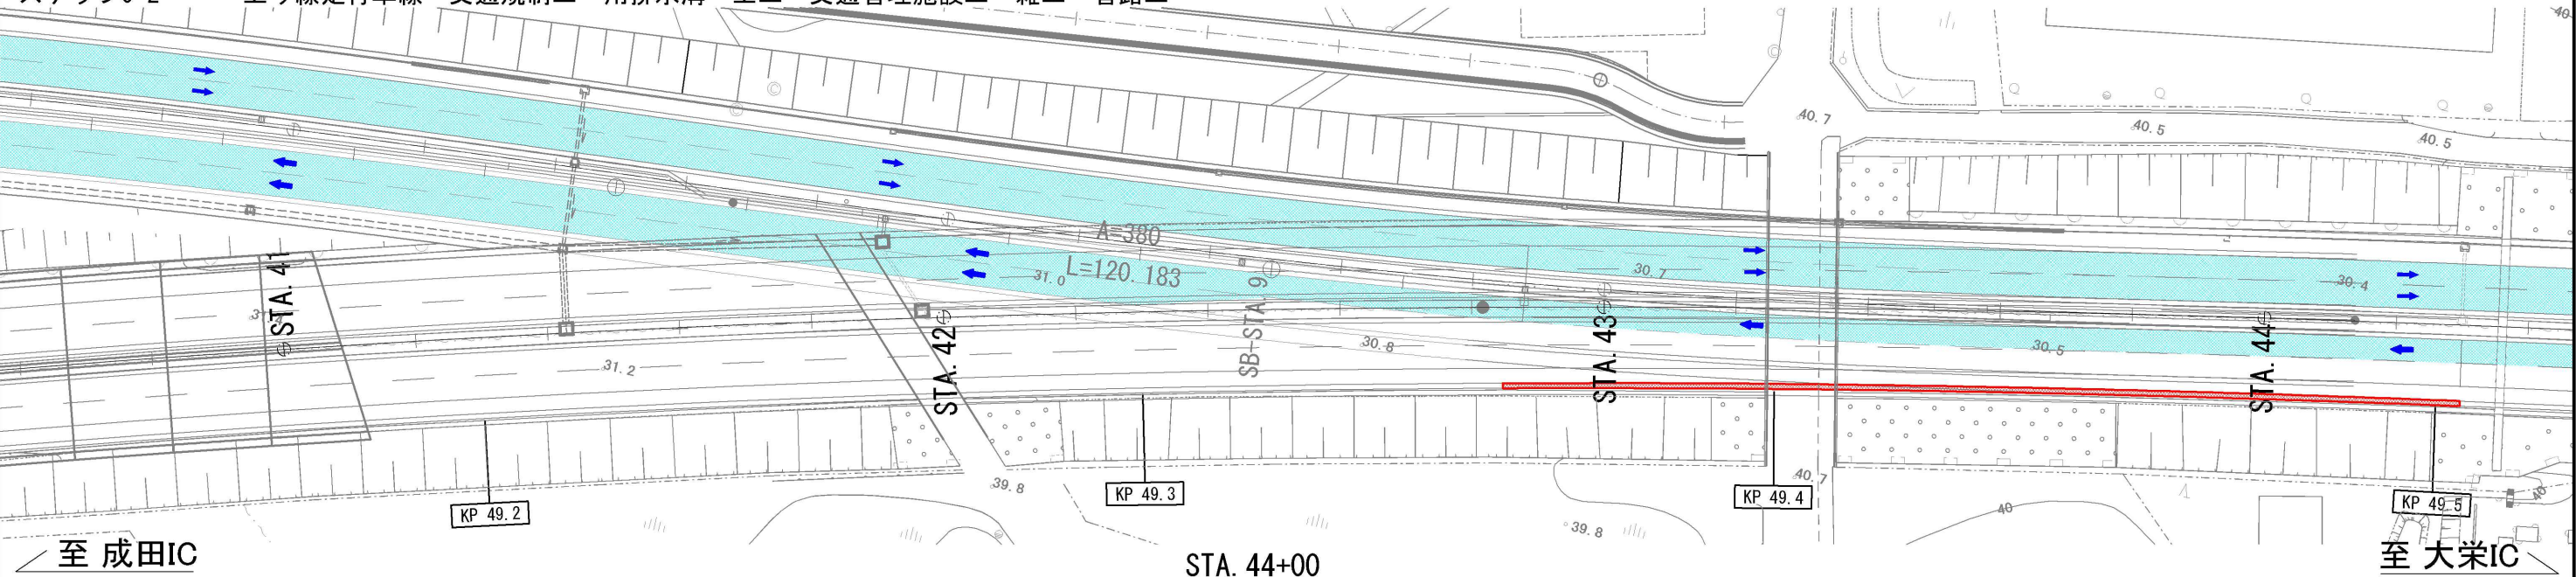 40.7
40.5
40.5
A=380
L=120.183
31.0
30.7
30.4
STA. 41
STA. 42
SB-STA. 9
STA. 43
STA. 44
31.2
30.8
30.5
KP 49.2
KP 49.3
KP 49.4
KP 49.5
39.8
40.7
39.8
40
40
至 成田IC
STA. 44+00
至 大栄IC